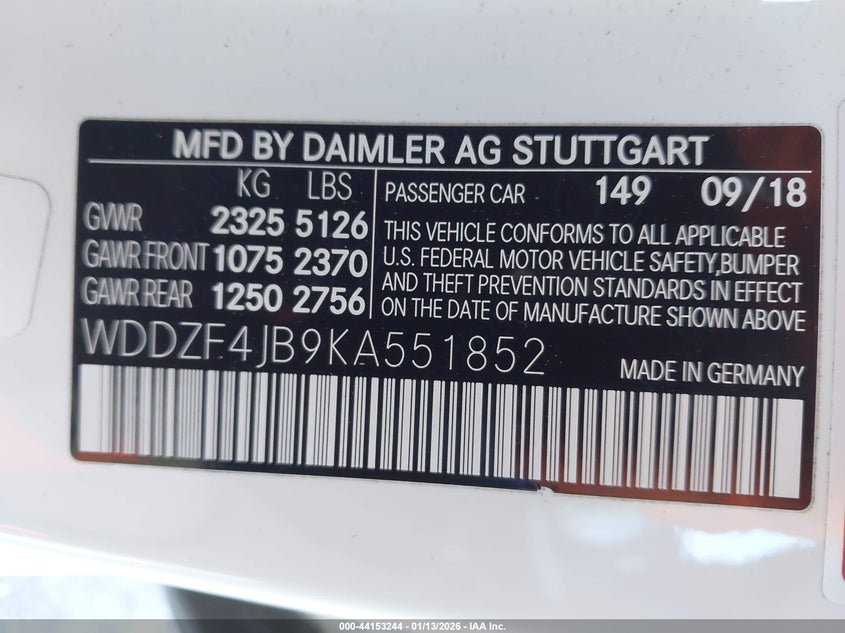 MFD BY DAIMLER AG STUTTGART
KG LBS
GVWR 2325 5126
GAWR FRONT 1075 2370
GAWR REAR 1250 2756
PASSENGER CAR 149 09/18
THIS VEHICLE CONFORMS TO ALL APPLICABLE
U.S. FEDERAL MOTOR VEHICLE SAFETY,BUMPER
AND THEFT PREVENTION STANDARDS IN EFFECT
ON THE DATE OF MANUFACTURE SHOWN ABOVE
WDDZF4JB9KA551852
MADE IN GERMANY
000-44153244 - 01/13/2026 - IAA Inc.